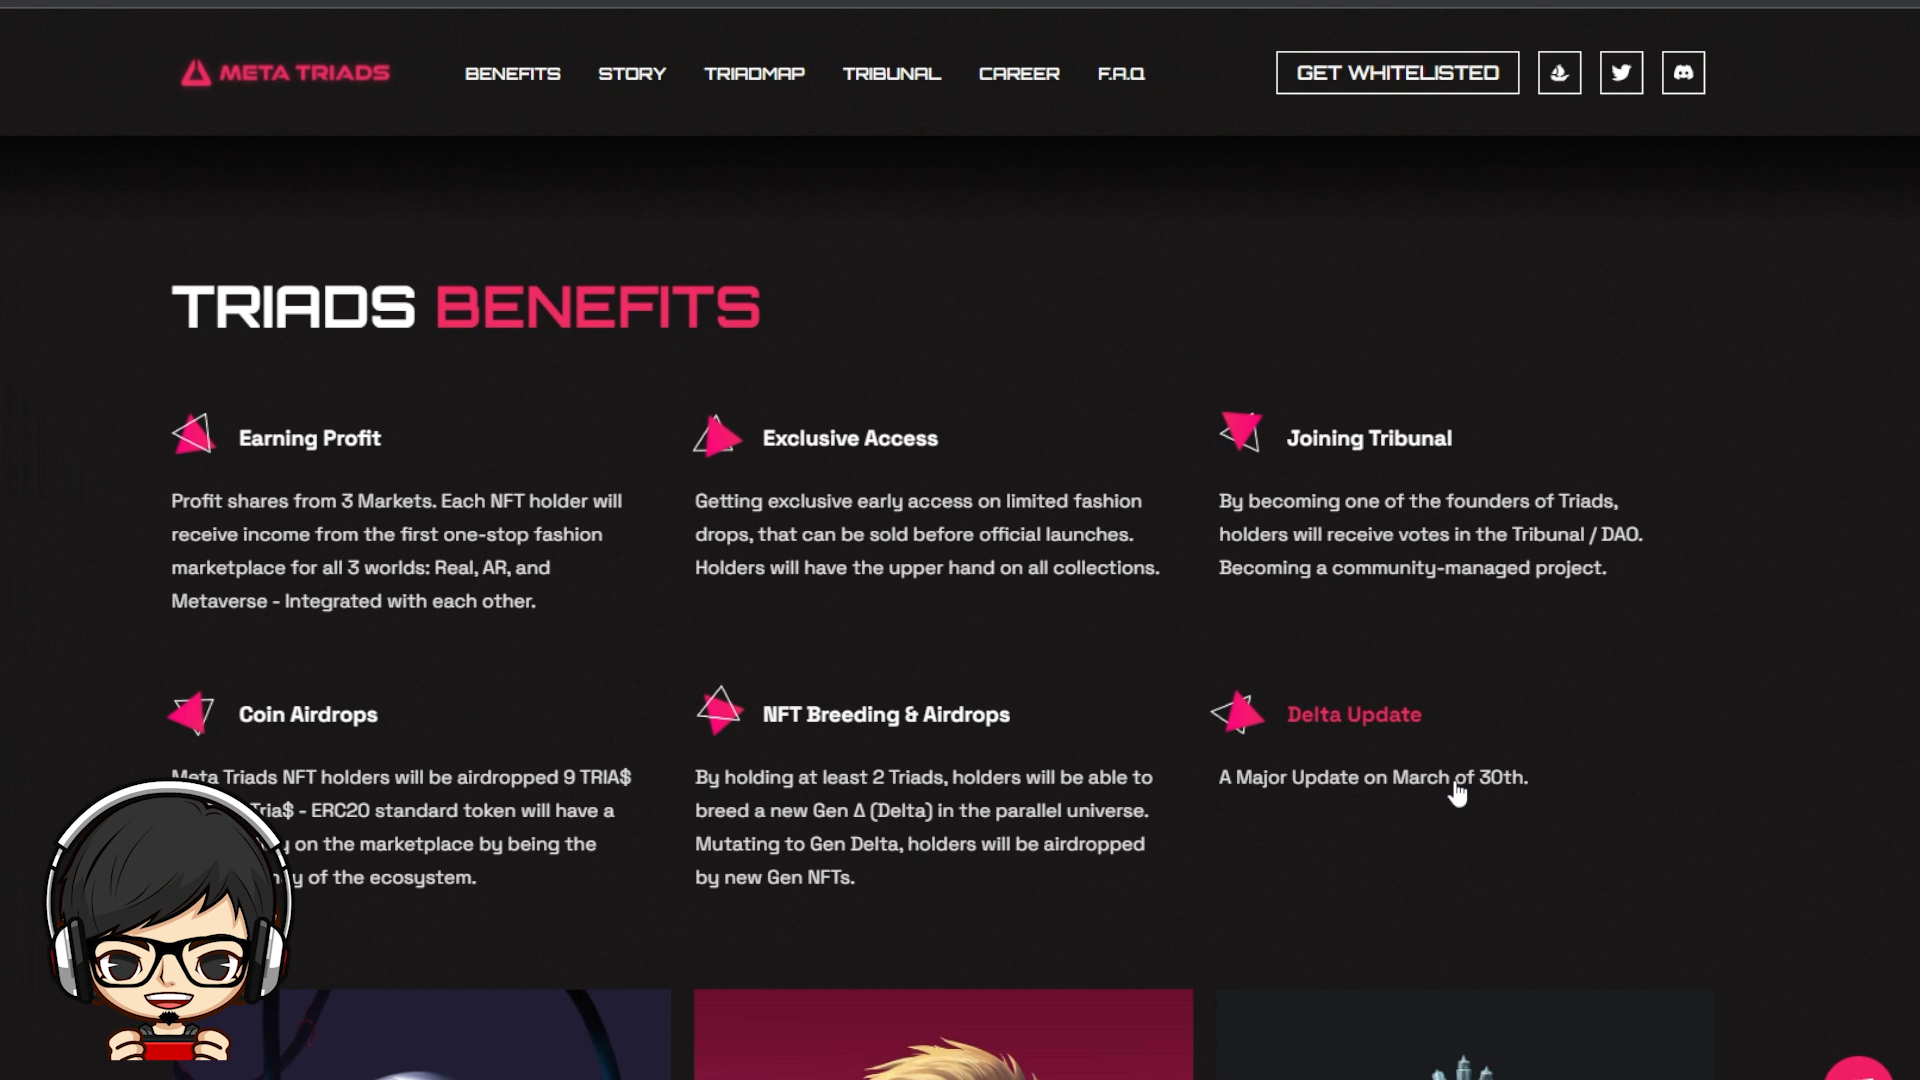 META TRIADS
BENEFITS
STORY
TRIADMAP
TRIBUNAL
CAREER
F.A.Q
GET WHITELISTED
TRIADS BENEFITS
Earning Profit
Profit shares from 3 Markets. Each NFT holder will
receive income from the first one-stop fashion
marketplace for all 3 worlds: Real, AR, and
Metaverse - Integrated with each other.
Exclusive Access
Getting exclusive early access on limited fashion
drops, that can be sold before official launches.
Holders will have the upper hand on all collections.
Joining Tribunal
By becoming one of the founders of Triads,
holders will receive votes in the Tribunal / DAO.
Becoming a community-managed project.
Coin Airdrops
Meta Triads NFT holders will be airdropped 9 TRIA$
Tria$ - ERC20 standard token will have a
on the marketplace by being the
of the ecosystem.
NFT Breeding & Airdrops
By holding at least 2 Triads, holders will be able to
breed a new Gen Δ (Delta) in the parallel universe.
Mutating to Gen Delta, holders will be airdropped
by new Gen NFTs.
Delta Update
A Major Update on March of 30th.